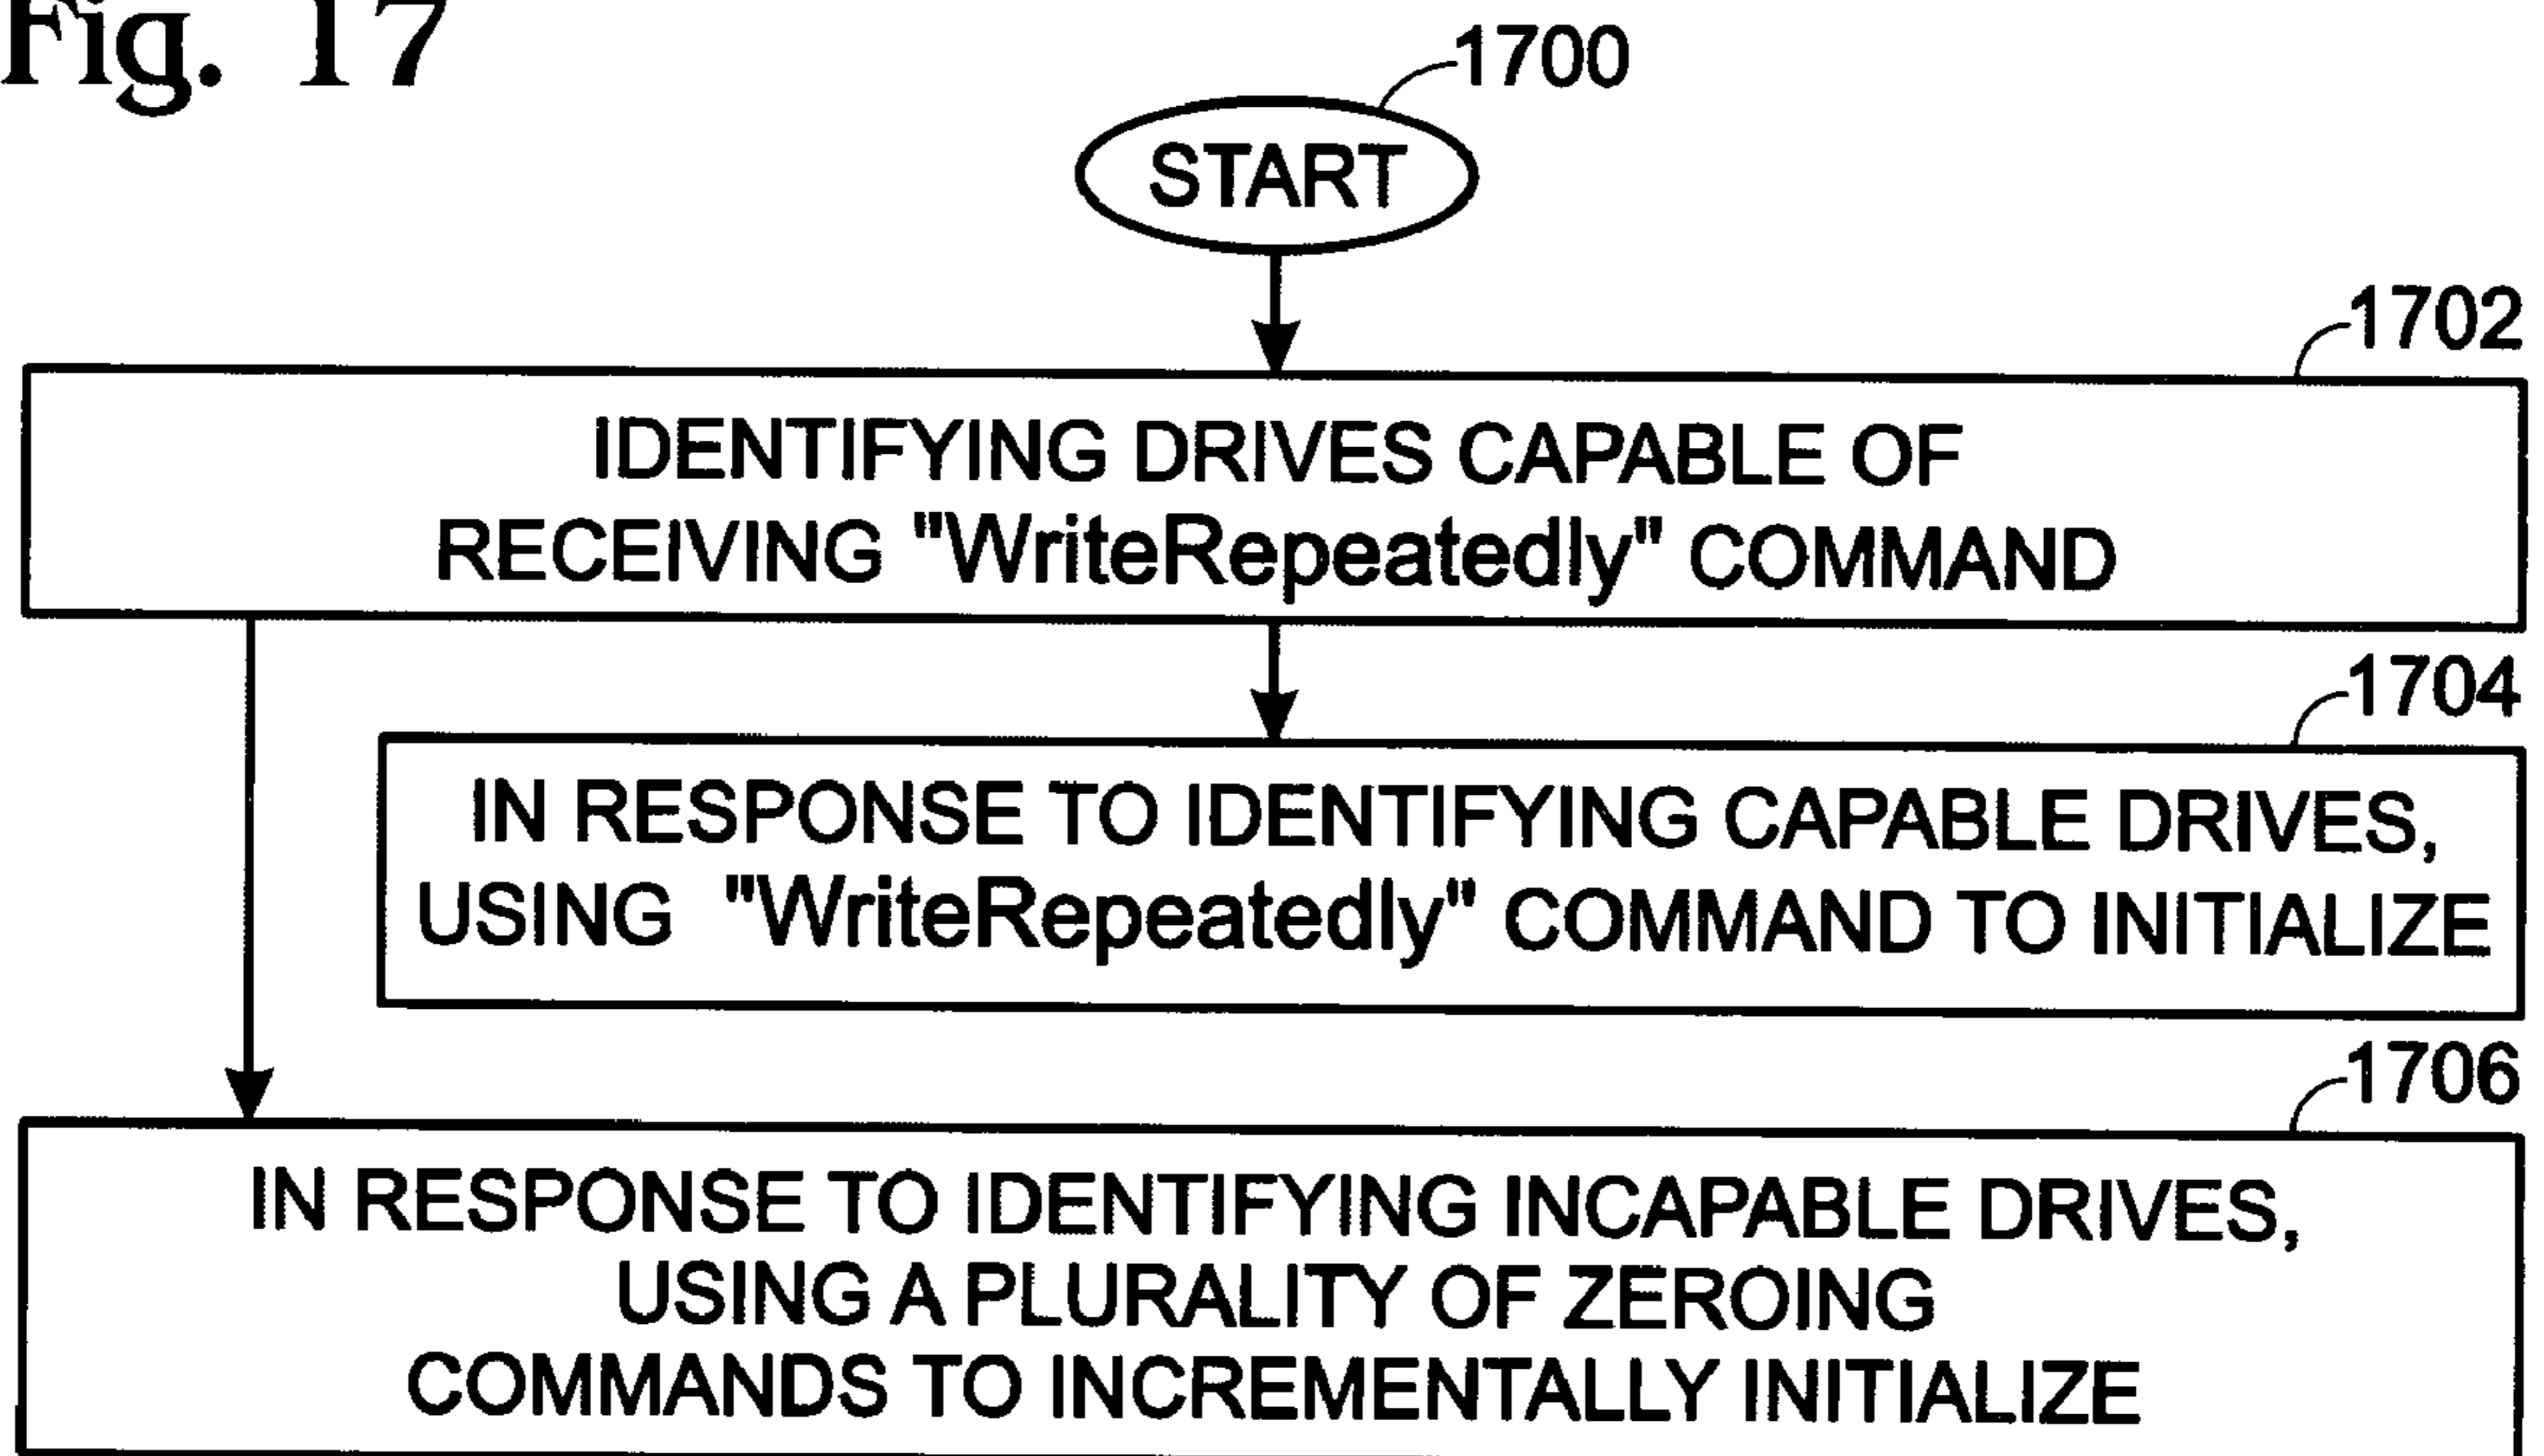 Fig. 17
1700
START
1702
IDENTIFYING DRIVES CAPABLE OF
RECEIVING "WriteRepeatedly" COMMAND
1704
IN RESPONSE TO IDENTIFYING CAPABLE DRIVES,
USING "WriteRepeatedly" COMMAND TO INITIALIZE
1706
IN RESPONSE TO IDENTIFYING INCAPABLE DRIVES,
USING A PLURALITY OF ZEROING
COMMANDS TO INCREMENTALLY INITIALIZE